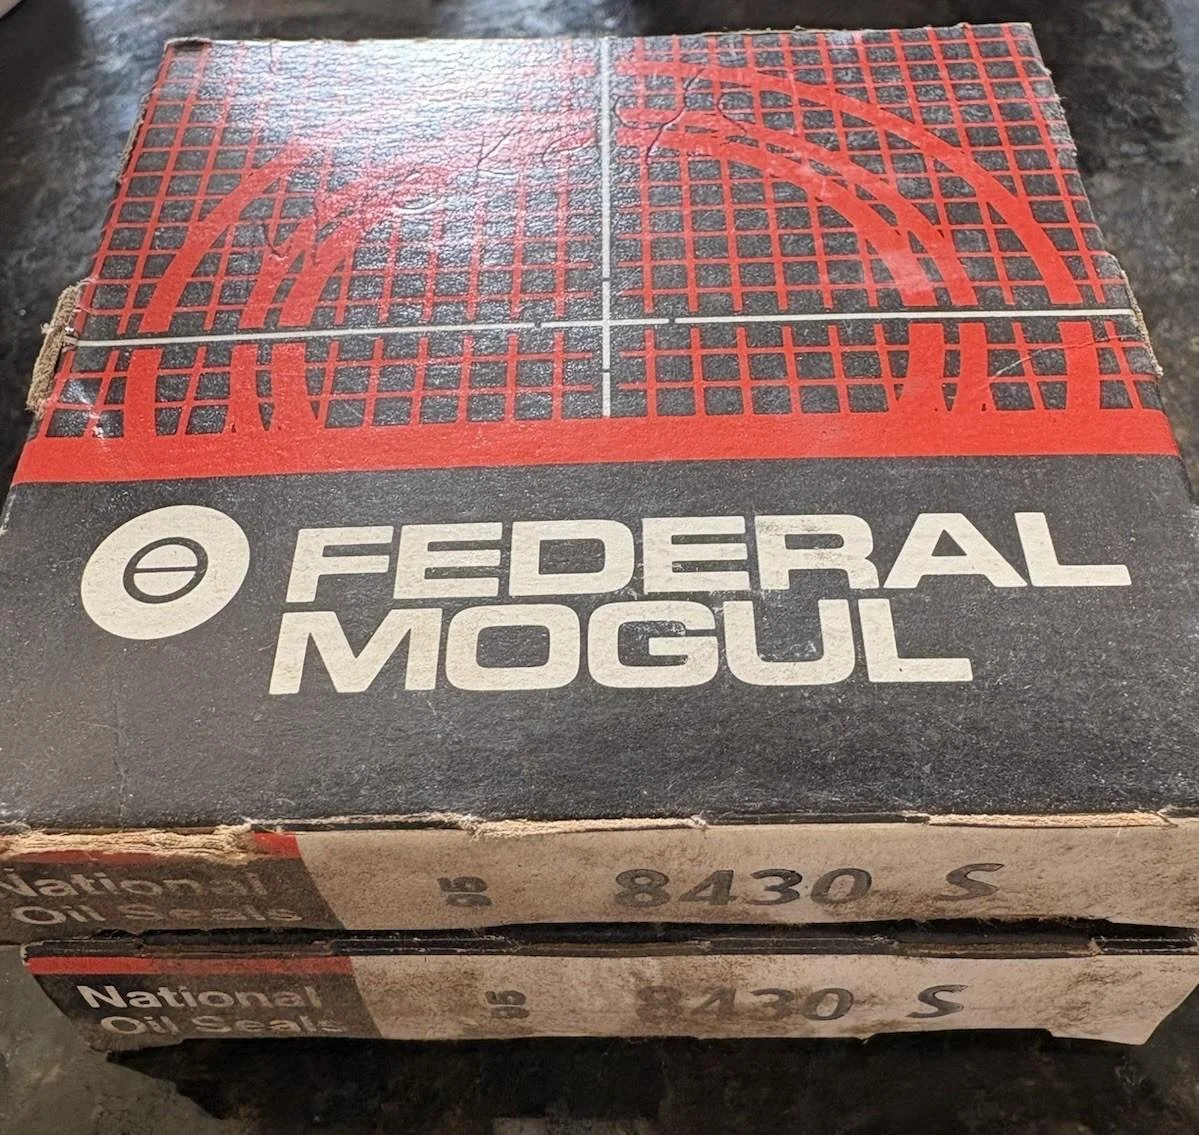 FEDERAL
MOGUL
National
Oil Seals
8430 S
National
Oil Seals
8430 S